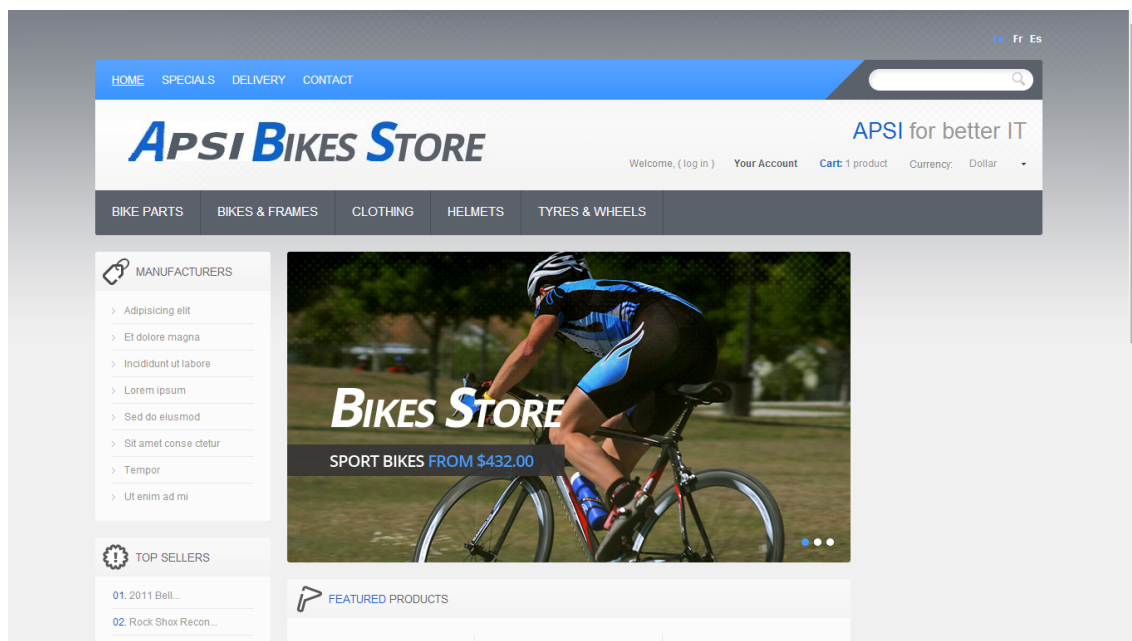 Fr Es
HOME SPECIALS DELIVERY CONTACT
APSI BIKES STORE
APSI for better IT
Welcome, ( log in ) Your Account Cart: 1 product Currency: Dollar
BIKE PARTS BIKES & FRAMES CLOTHING HELMETS TYRES & WHEELS
MANUFACTURERS
Adipisicing elit
Et dolore magna
Incididunt ut labore
Lorem ipsum
Sed do eiusmod
Sit amet conse ctetur
Tempor
Ut enim ad mi
BIKES STORE
SPORT BIKES FROM $432.00
TOP SELLERS
01. 2011 Bell...
02. Rock Shox Recon...
FEATURED PRODUCTS